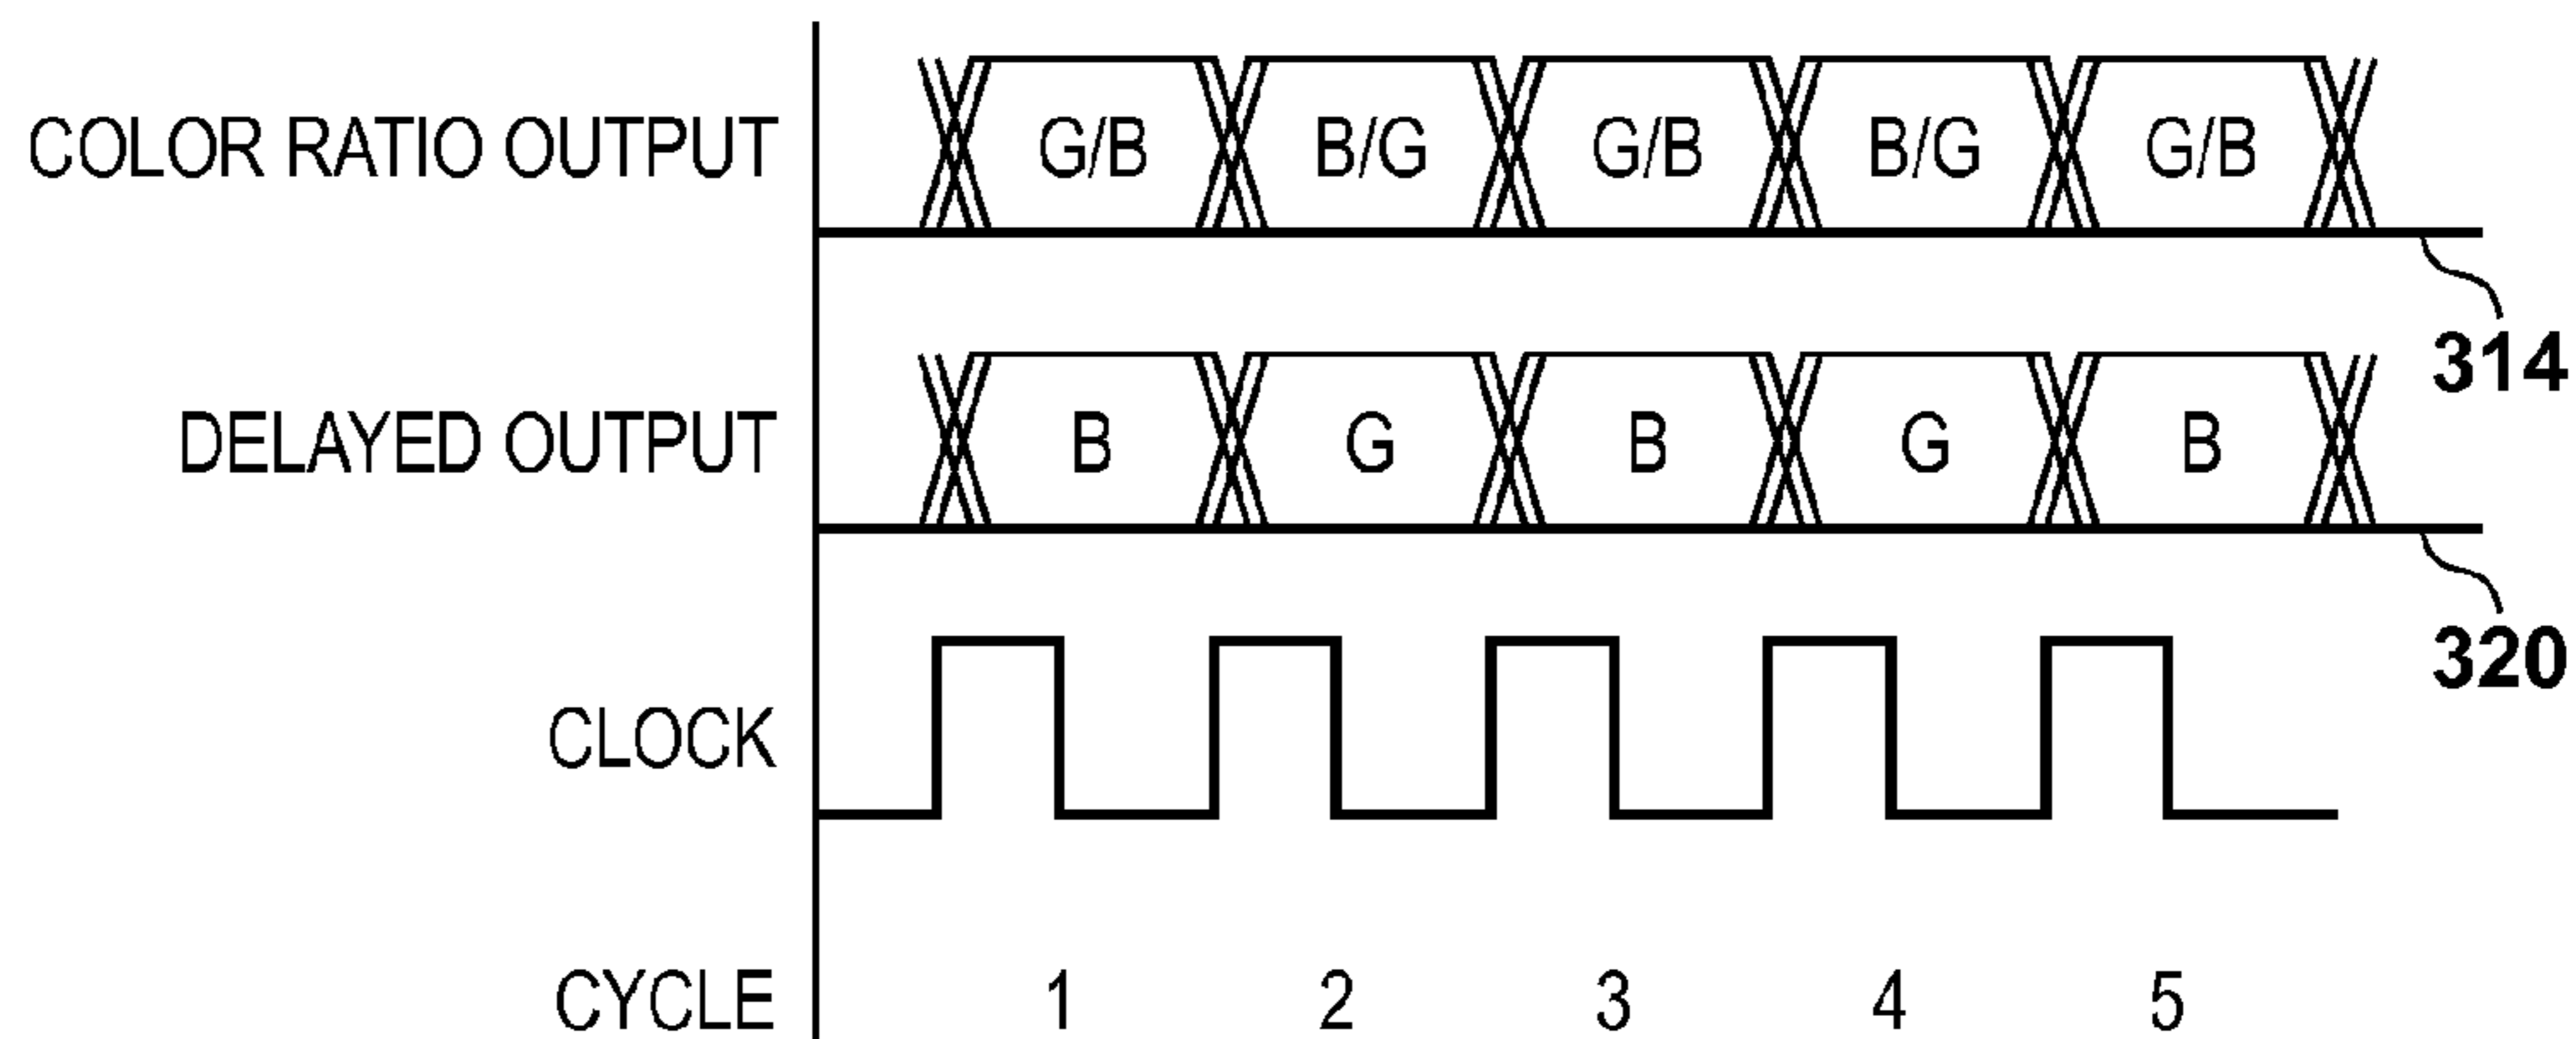 COLOR RATIO OUTPUT G/B B/G G/B B/G G/B
314
DELAYED OUTPUT B G B G B
320
CLOCK
CYCLE 1 2 3 4 5